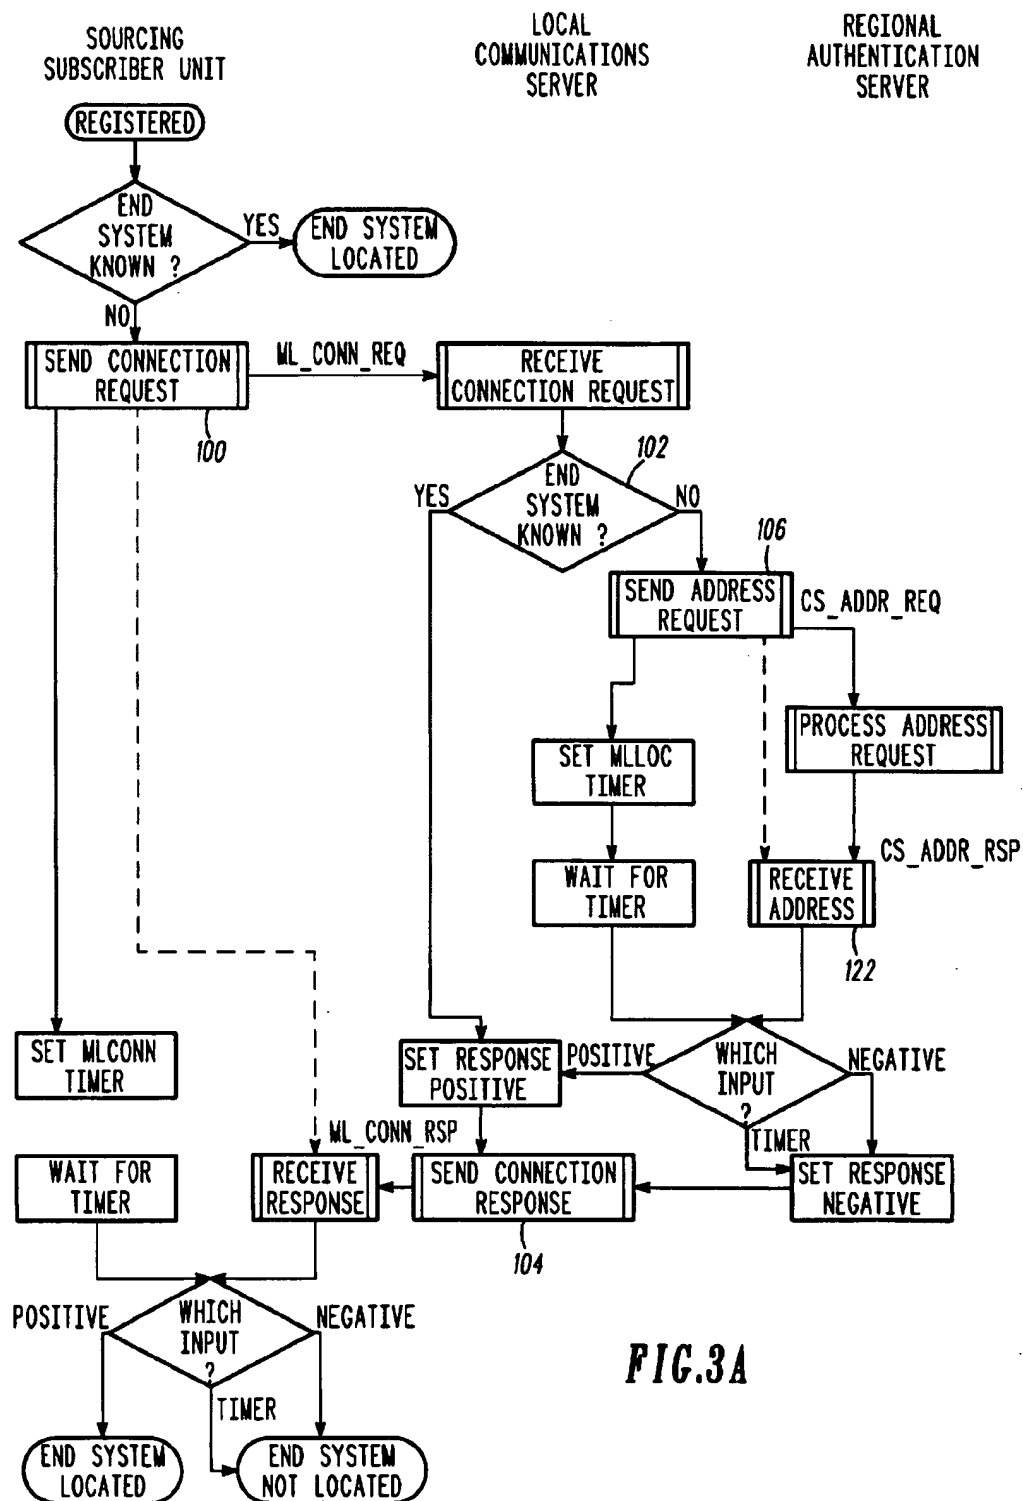 SOURCING
SUBSCRIBER UNIT
LOCAL
COMMUNICATIONS
SERVER
REGIONAL
AUTHENTICATION
SERVER
REGISTERED
END
SYSTEM
KNOWN ?
YES
END SYSTEM
LOCATED
NO
SEND CONNECTION
REQUEST
100
ML_CONN_REQ
RECEIVE
CONNECTION REQUEST
102
END
SYSTEM
KNOWN ?
YES
NO
106
SEND ADDRESS
REQUEST
CS_ADDR_REQ
PROCESS ADDRESS
REQUEST
SET MLLOC
TIMER
CS_ADDR_RSP
WAIT FOR
TIMER
RECEIVE
ADDRESS
122
SET MLCONN
TIMER
SET RESPONSE
POSITIVE
POSITIVE
WHICH
INPUT
?
NEGATIVE
TIMER
ML_CONN_RSP
WAIT FOR
TIMER
RECEIVE
RESPONSE
SEND CONNECTION
RESPONSE
104
SET RESPONSE
NEGATIVE
POSITIVE
WHICH
INPUT
?
NEGATIVE
TIMER
END SYSTEM
LOCATED
END SYSTEM
NOT LOCATED
FIG.3A